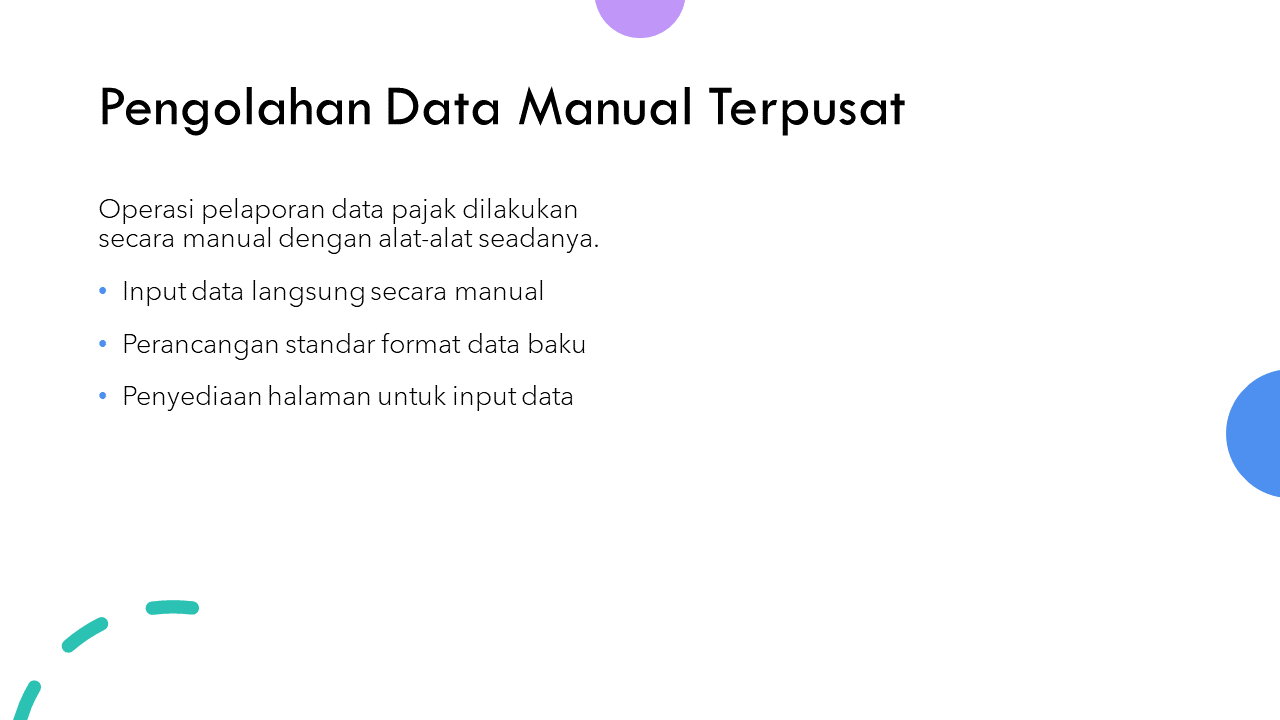 Pengolahan Data Manual Terpusat
Operasi pelaporan data pajak dilakukan
secara manual dengan alat-alat seadanya.
• Input data langsung secara manual
• Perancangan standar format data baku
• Penyediaan halaman untuk input data